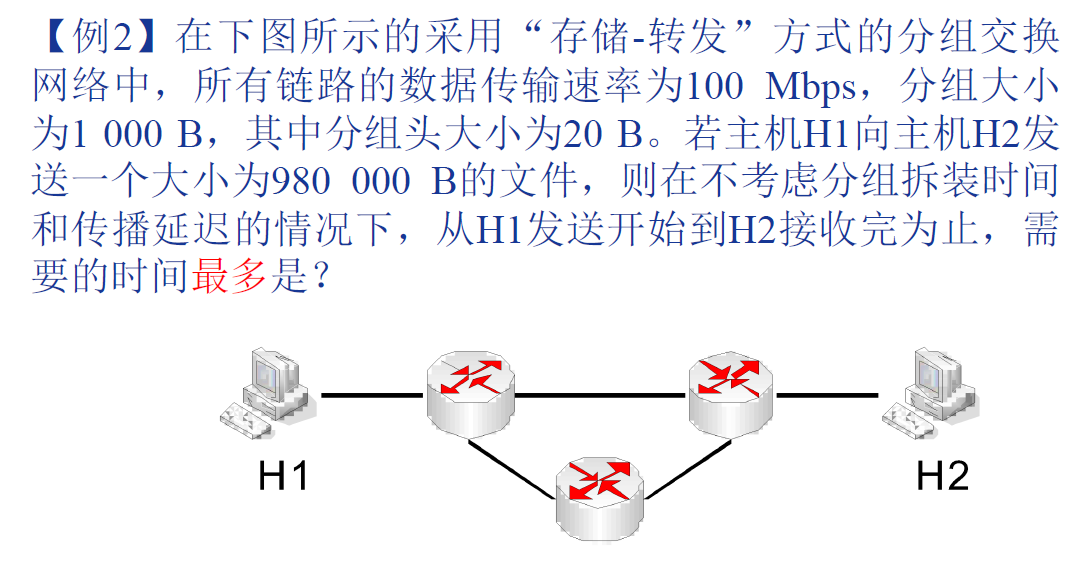 【例2】在下图所示的采用“存储-转发”方式的分组交换
网络中，所有链路的数据传输速率为100 Mbps，分组大小
为1 000 B，其中分组头大小为20 B。若主机H1向主机H2发
送一个大小为980 000 B的文件，则在不考虑分组拆装时间
和传播延迟的情况下，从H1发送开始到H2接收完为止，需
要的时间最多是？
H1
H2